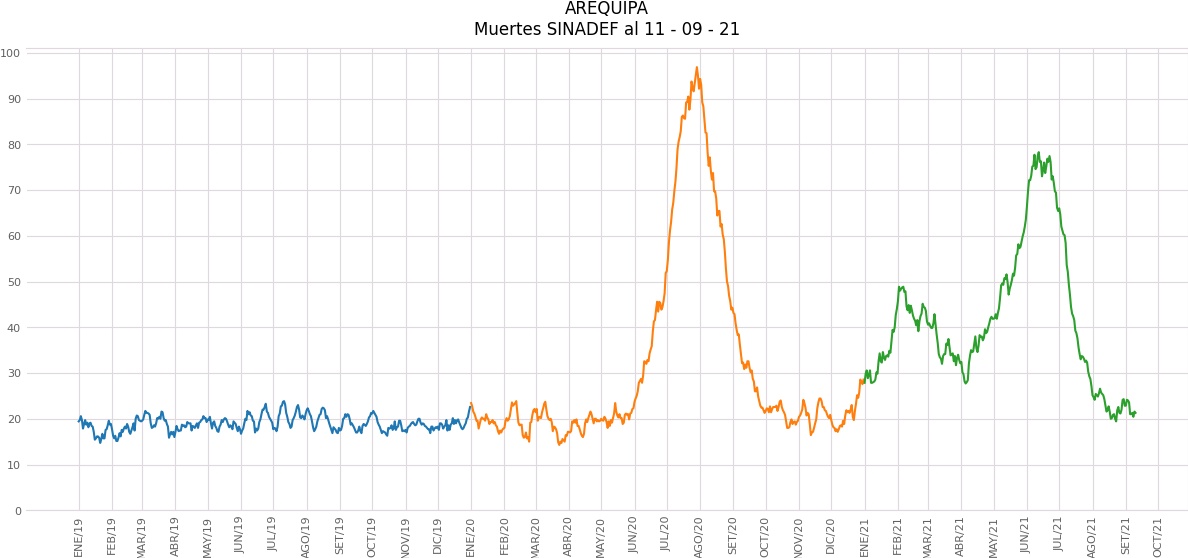 AREQUIPA
Muertes SINADEF al 11 - 09 - 21
100
90
80
70
60
50
40
30
20
10
0
ENE/19
FEB/19
MAR/19
ABR/19
MAY/19
JUN/19
JUL/19
AGO/19
SET/19
OCT/19
NOV/19
DIC/19
ENE/20
FEB/20
MAR/20
ABR/20
MAY/20
JUN/20
JUL/20
AGO/20
SET/20
OCT/20
NOV/20
DIC/20
ENE/21
FEB/21
MAR/21
ABR/21
MAY/21
JUN/21
JUL/21
AGO/21
SET/21
OCT/21